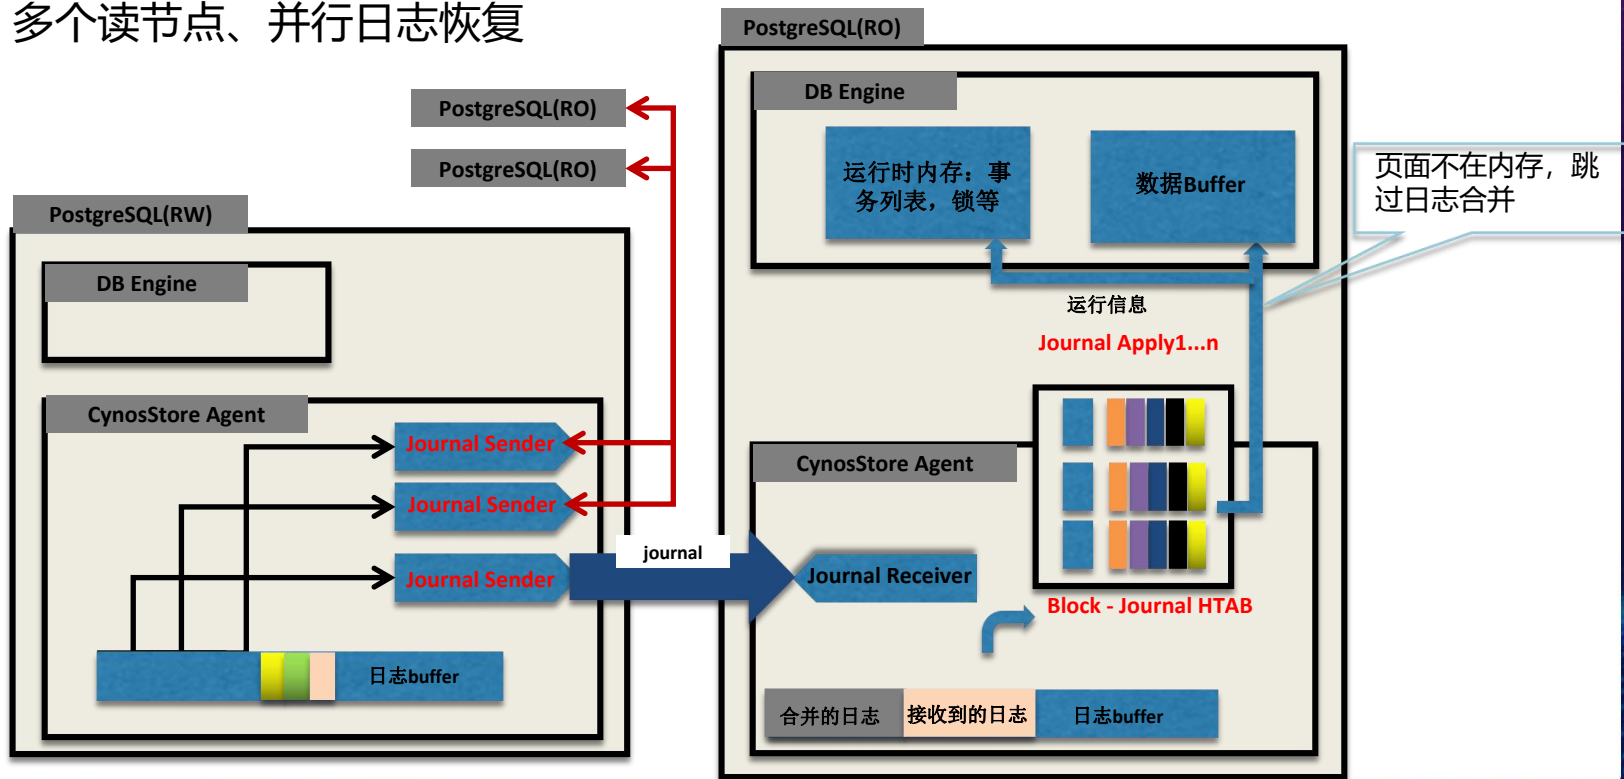 多个读节点、并行日志恢复
PostgreSQL(RO)
PostgreSQL(RO)
PostgreSQL(RW)
DB Engine
CynosStore Agent
Journal Sender
Journal Sender
Journal Sender
日志buffer
journal
PostgreSQL(RO)
DB Engine
运行时内存：事
务列表，锁等
数据Buffer
页面不在内存，跳
过日志合并
运行信息
Journal Apply1...n
CynosStore Agent
Journal Receiver
Block - Journal HTAB
合并的日志
接收到的日志
日志buffer